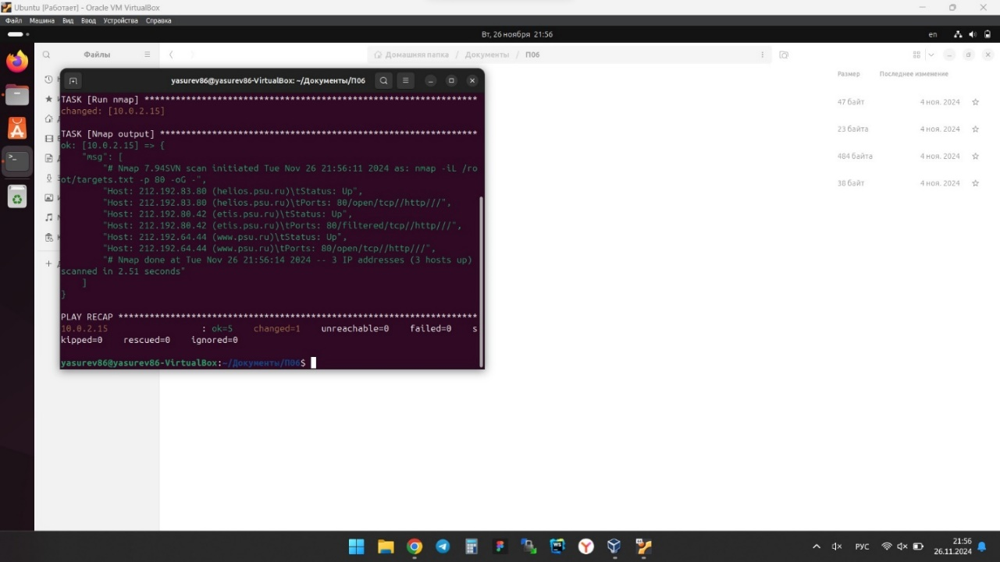 Ubuntu [Работает] - Oracle VM VirtualBox
Файл Машина Вид Ввод Устройства Справка
Вт, 26 ноября 21:56
en
Файлы
Домашняя папка / Документы / П06
Размер Последнее изменение
47 байт 4 ноя. 2024
23 байта 4 ноя. 2024
484 байта 4 ноя. 2024
38 байт 4 ноя. 2024
yasurev86@yasurev86-VirtualBox: ~/Документы/П06
TASK [Run nmap] ****************************************************************
changed: [10.0.2.15]
TASK [Nmap output] *************************************************************
ok: [10.0.2.15] => {
"msg": [
"# Nmap 7.94SVN scan initiated Tue Nov 26 21:56:11 2024 as: nmap -iL /ro
ot/targets.txt -p 80 -oG -",
"Host: 212.192.83.80 (helios.psu.ru)\tStatus: Up",
"Host: 212.192.83.80 (helios.psu.ru)\tPorts: 80/open/tcp//http///",
"Host: 212.192.80.42 (etis.psu.ru)\tStatus: Up",
"Host: 212.192.80.42 (etis.psu.ru)\tPorts: 80/filtered/tcp//http///",
"Host: 212.192.64.44 (www.psu.ru)\tStatus: Up",
"Host: 212.192.64.44 (www.psu.ru)\tPorts: 80/open/tcp//http///",
"# Nmap done at Tue Nov 26 21:56:14 2024 -- 3 IP addresses (3 hosts up)
scanned in 2.51 seconds"
]
}
PLAY RECAP *********************************************************************
10.0.2.15 : ok=5 changed=1 unreachable=0 failed=0 s
kipped=0 rescued=0 ignored=0
yasurev86@yasurev86-VirtualBox:~/Документы/П06$
РУС
21:56
26.11.2024